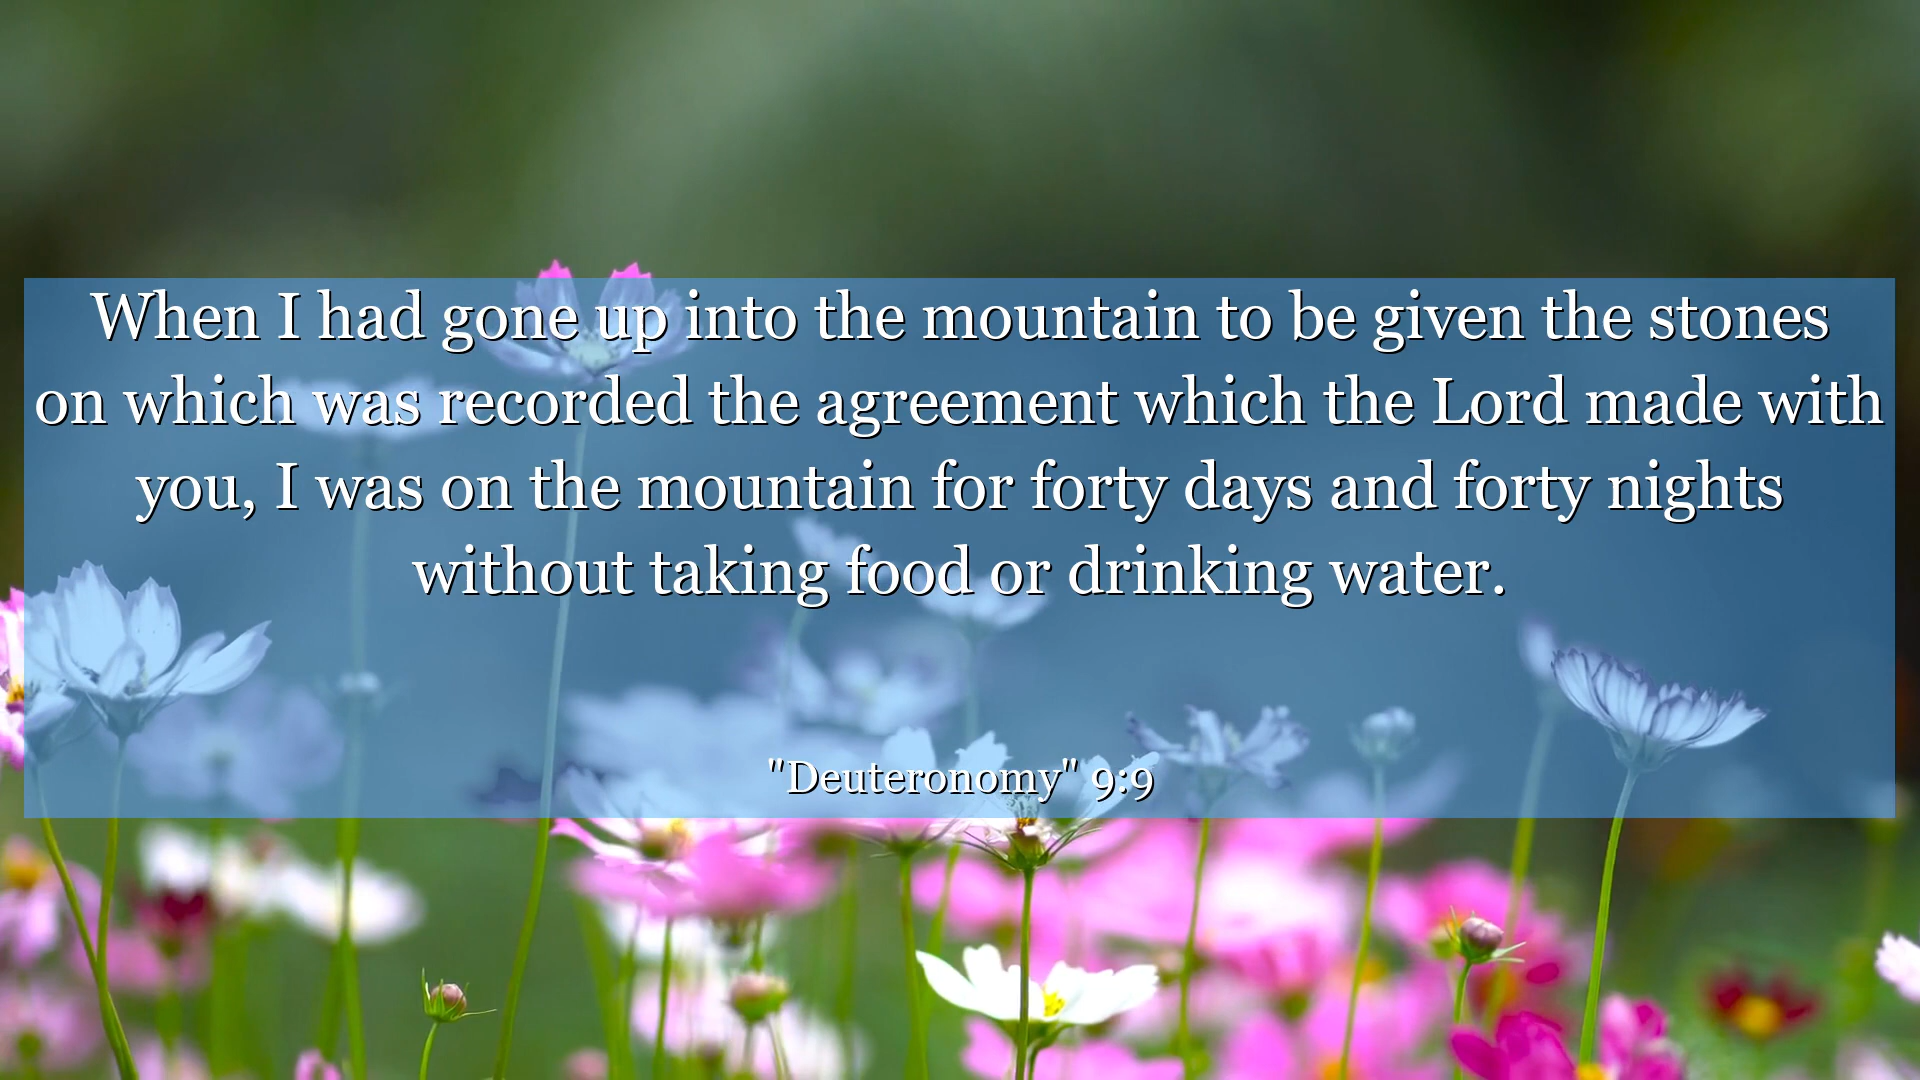 When I had gone up into the mountain to be given the stones
on which was recorded the agreement which the Lord made with
you, I was on the mountain for forty days and forty nights
without taking food or drinking water.
"Deuteronomy" 9:9